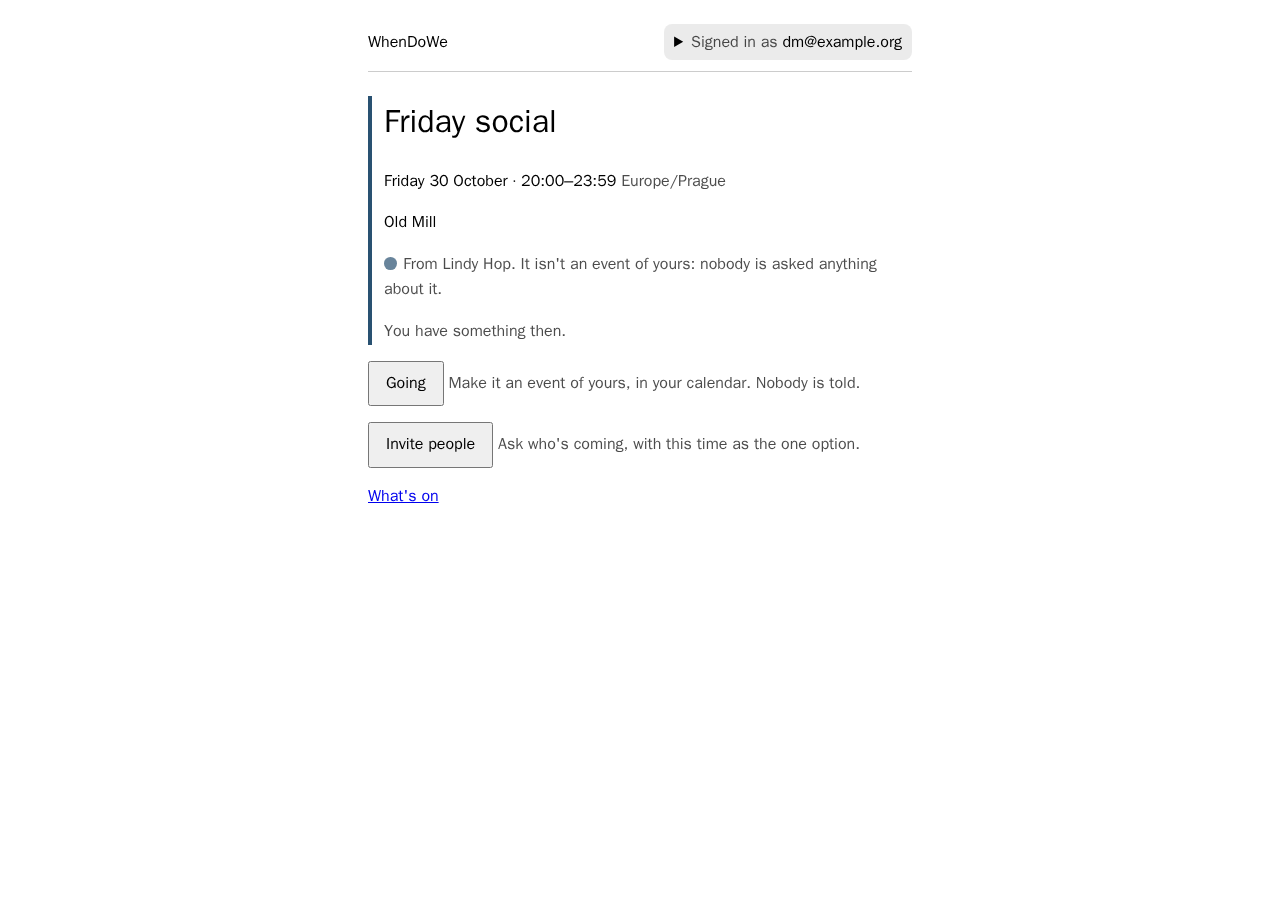 WhenDoWe
Signed in as dm@example.org
Friday social
Friday 30 October · 20:00–23:59 Europe/Prague
Old Mill
From Lindy Hop. It isn't an event of yours: nobody is asked anything
about it.
You have something then.
Going Make it an event of yours, in your calendar. Nobody is told.
Invite people Ask who's coming, with this time as the one option.
What's on